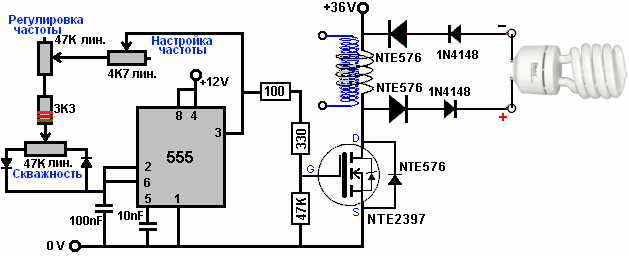 Регулировка
частоты
47K лин.
Настройка
частоты
4K7 лин.
3K3
47K лин.
Скважность
+12V
8 4
3
555
2
6
5 1
100nF
10nF
0 V
100
330
47K
+36V
NTE576
1N4148
NTE576
1N4148
−
+
D
G
S
NTE576
NTE2397